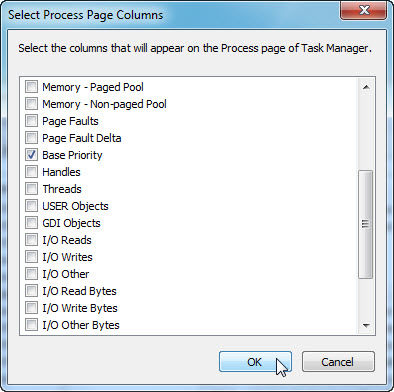 Select Process Page Columns
Select the columns that will appear on the Process page of Task Manager.
Memory - Paged Pool
Memory - Non-paged Pool
Page Faults
Page Fault Delta
Base Priority
Handles
Threads
USER Objects
GDI Objects
I/O Reads
I/O Writes
I/O Other
I/O Read Bytes
I/O Write Bytes
I/O Other Bytes
OK
Cancel